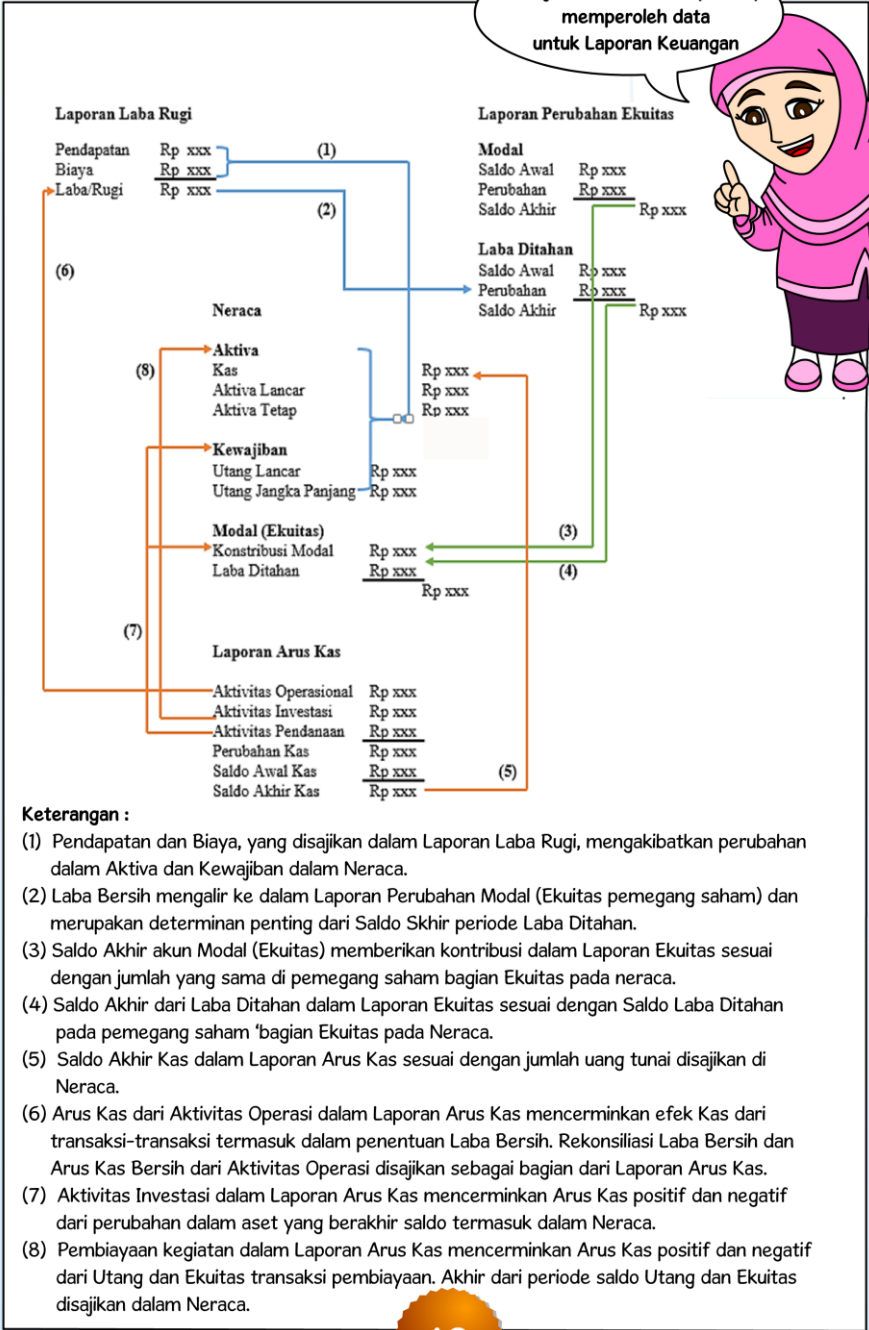 memperoleh data
untuk Laporan Keuangan
Laporan Laba Rugi
Pendapatan Rp xxx (1)
Biaya Rp xxx
Laba/Rugi Rp xxx
(2)
(6)
Laporan Perubahan Ekuitas
Modal
Saldo Awal Rp xxx
Perubahan Rp xxx
Saldo Akhir Rp xxx
Laba Ditahan
Saldo Awal Rp xxx
Perubahan Rp xxx
Saldo Akhir Rp xxx
Neraca
Aktiva
(8) Kas Rp xxx
Aktiva Lancar Rp xxx
Aktiva Tetap Rp xxx
Kewajiban
Utang Lancar Rp xxx
Utang Jangka Panjang Rp xxx
Modal (Ekuitas) (3)
Konstribusi Modal Rp xxx
Laba Ditahan Rp xxx (4)
Rp xxx
(7)
Laporan Arus Kas
Aktivitas Operasional Rp xxx
Aktivitas Investasi Rp xxx
Aktivitas Pendanaan Rp xxx
Perubahan Kas Rp xxx
Saldo Awal Kas Rp xxx (5)
Saldo Akhir Kas Rp xxx
Keterangan :
(1) Pendapatan dan Biaya, yang disajikan dalam Laporan Laba Rugi, mengakibatkan perubahan
dalam Aktiva dan Kewajiban dalam Neraca.
(2) Laba Bersih mengalir ke dalam Laporan Perubahan Modal (Ekuitas pemegang saham) dan
merupakan determinan penting dari Saldo Skhir periode Laba Ditahan.
(3) Saldo Akhir akun Modal (Ekuitas) memberikan kontribusi dalam Laporan Ekuitas sesuai
dengan jumlah yang sama di pemegang saham bagian Ekuitas pada neraca.
(4) Saldo Akhir dari Laba Ditahan dalam Laporan Ekuitas sesuai dengan Saldo Laba Ditahan
pada pemegang saham ‘bagian Ekuitas pada Neraca.
(5) Saldo Akhir Kas dalam Laporan Arus Kas sesuai dengan jumlah uang tunai disajikan di
Neraca.
(6) Arus Kas dari Aktivitas Operasi dalam Laporan Arus Kas mencerminkan efek Kas dari
transaksi-transaksi termasuk dalam penentuan Laba Bersih. Rekonsiliasi Laba Bersih dan
Arus Kas Bersih dari Aktivitas Operasi disajikan sebagai bagian dari Laporan Arus Kas.
(7) Aktivitas Investasi dalam Laporan Arus Kas mencerminkan Arus Kas positif dan negatif
dari perubahan dalam aset yang berakhir saldo termasuk dalam Neraca.
(8) Pembiayaan kegiatan dalam Laporan Arus Kas mencerminkan Arus Kas positif dan negatif
dari Utang dan Ekuitas transaksi pembiayaan. Akhir dari periode saldo Utang dan Ekuitas
disajikan dalam Neraca.